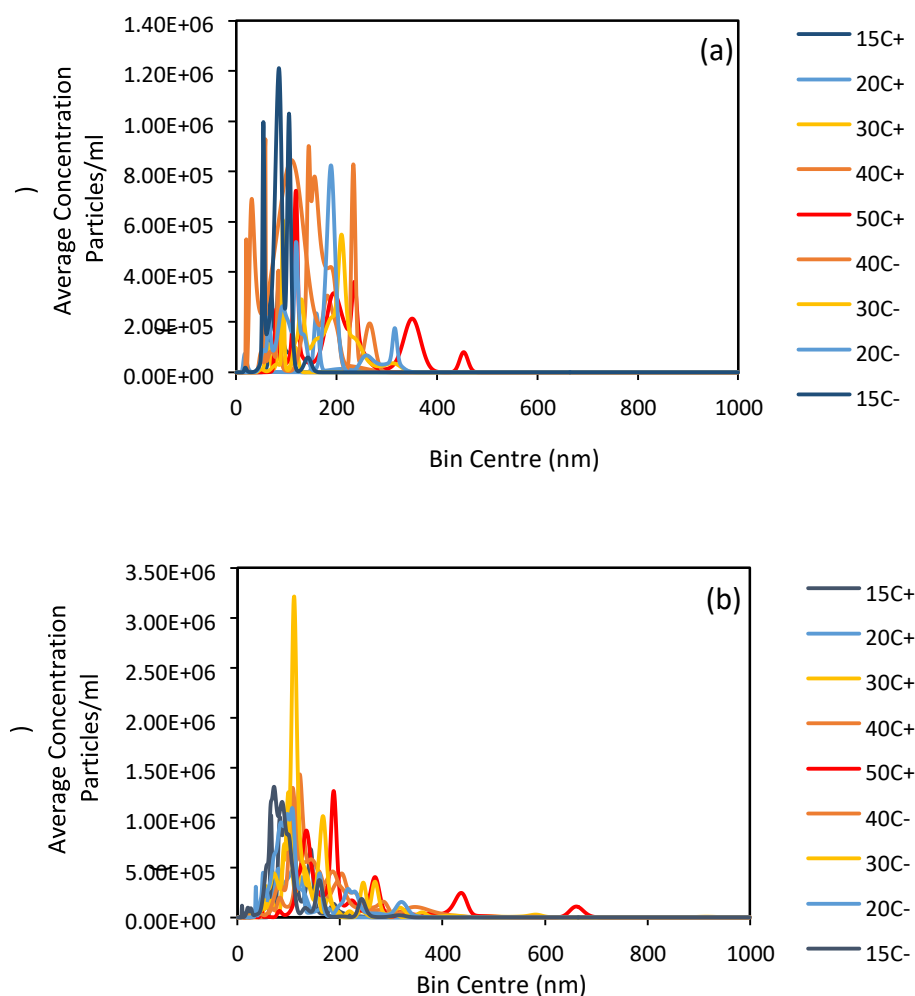 (a)
1.40E+06
1.20E+06
1.00E+06
8.00E+05
6.00E+05
4.00E+05
2.00E+05
0.00E+00
0 200 400 600 800 1000
Average Concentration
Particles/ml
)
Bin Centre (nm)
15C+
20C+
30C+
40C+
50C+
40C-
30C-
20C-
15C-
(b)
3.50E+06
3.00E+06
2.50E+06
2.00E+06
1.50E+06
1.00E+06
5.00E+05
0.00E+00
0 200 400 600 800 1000
Average Concentration
Particles/ml
)
Bin Centre (nm)
15C+
20C+
30C+
40C+
50C+
40C-
30C-
20C-
15C-